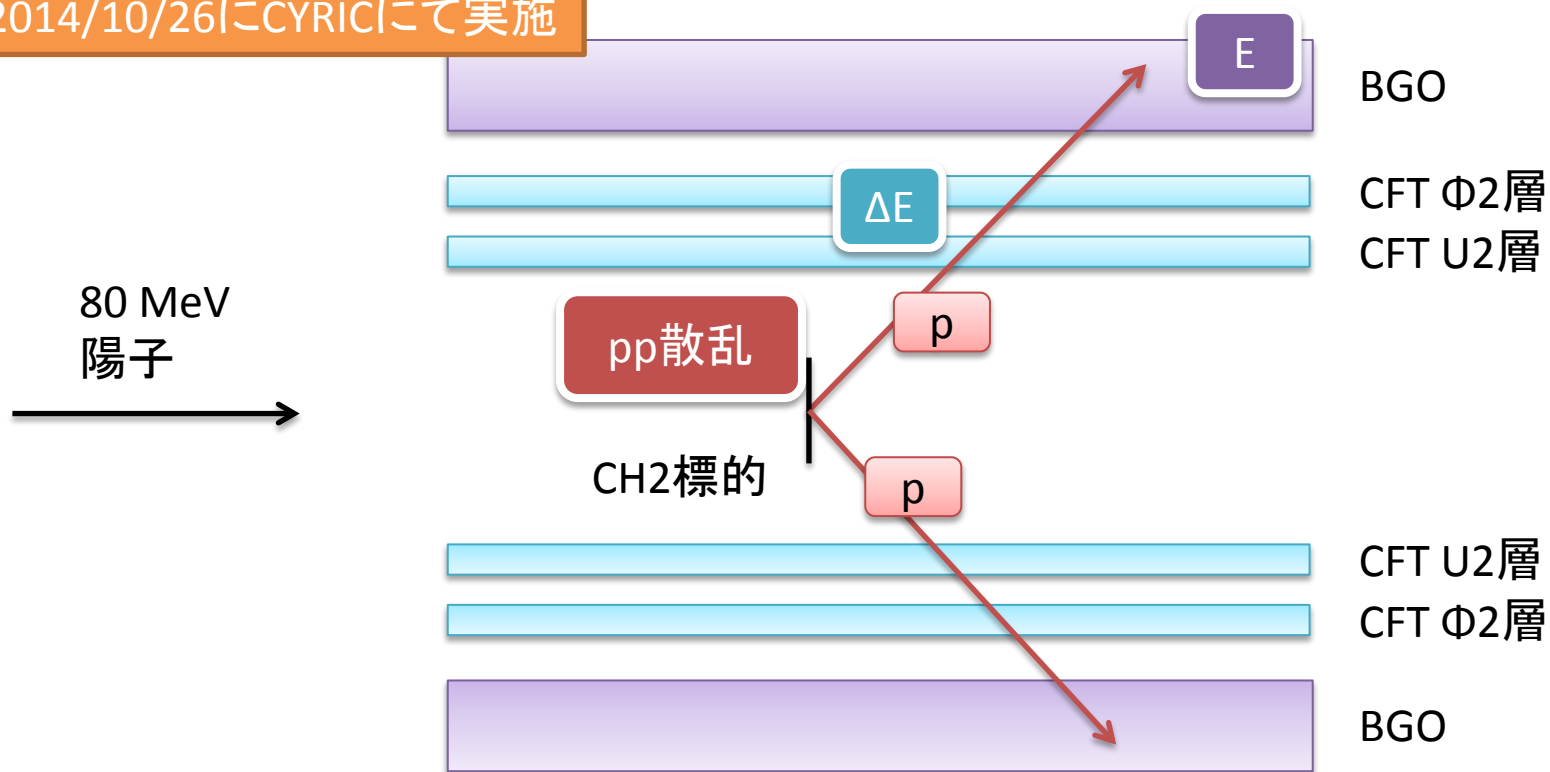 2014/10/26にCYRICにて実施
E
BGO
CFT Φ2層
ΔE
CFT U2層
80 MeV
陽子
pp散乱
p
CH2標的
p
CFT U2層
CFT Φ2層
BGO